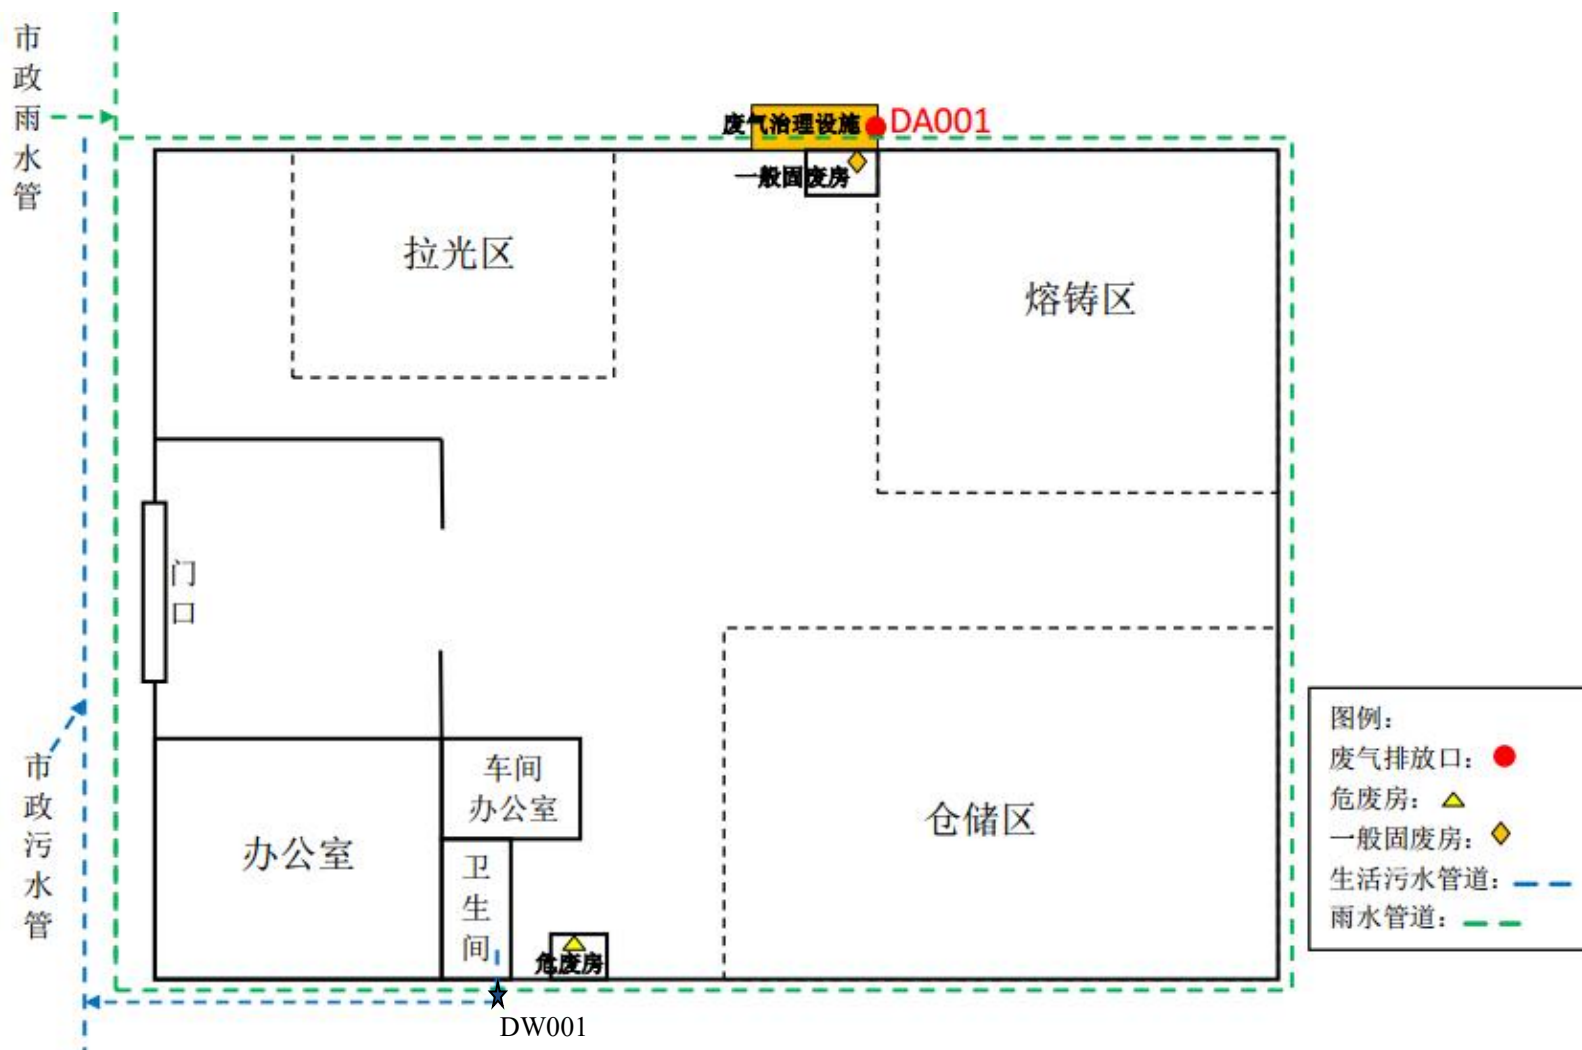 市政雨水管
废气治理设施
DA001
一般固废房
拉光区
熔铸区
门口
市政污水管
车间
办公室
办公室
卫生间
仓储区
危废房
DW001
图例：
废气排放口：
危废房：
一般固废房：
生活污水管道：
雨水管道：